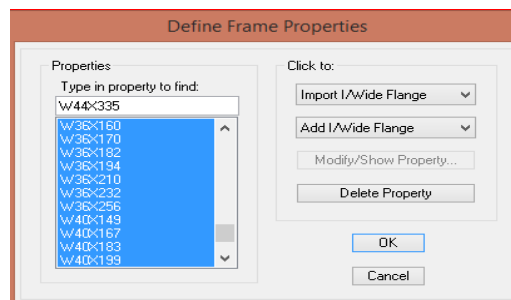 Define Frame Properties
Properties
Type in property to find:
W44X335
W36X160
W36X170
W36X182
W36X194
W36X210
W36X232
W36X256
W40X149
W40X167
W40X183
W40X199
Click to:
Import I/Wide Flange
Add I/Wide Flange
Modify/Show Property...
Delete Property
OK
Cancel